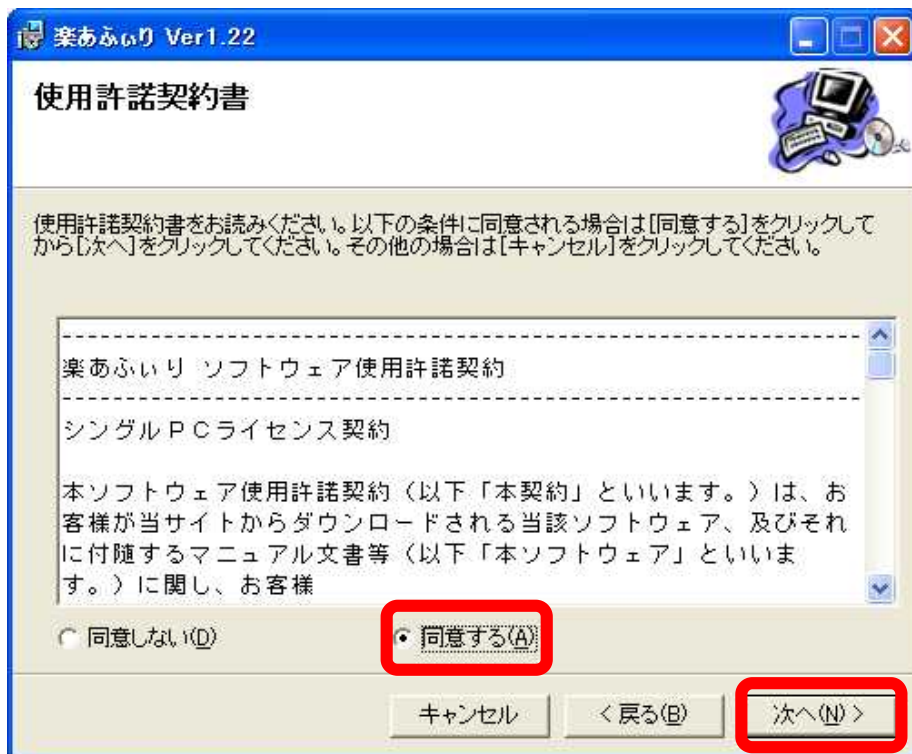 楽あふぃり Ver1.22
使用許諾契約書
使用許諾契約書をお読みください。以下の条件に同意される場合は[同意する]をクリックして
から[次へ]をクリックしてください。その他の場合は[キャンセル]をクリックしてください。
------------------------------------------------------------
楽あふぃり ソフトウェア使用許諾契約
------------------------------------------------------------
シングルＰＣライセンス契約
本ソフトウェア使用許諾契約（以下「本契約」といいます。）は、お
客様が当サイトからダウンロードされる当該ソフトウェア、及びそれ
に付随するマニュアル文書等（以下「本ソフトウェア」といいま
す。）に関し、お客様
同意しない(D) 同意する(A)
キャンセル < 戻る(B) 次へ(N) >